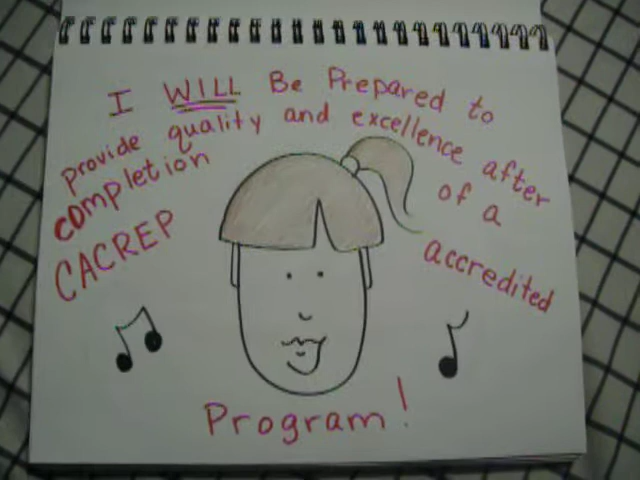 I WILL Be Prepared to
provide quality and excellence after
completion of a
CACREP accredited
Program!